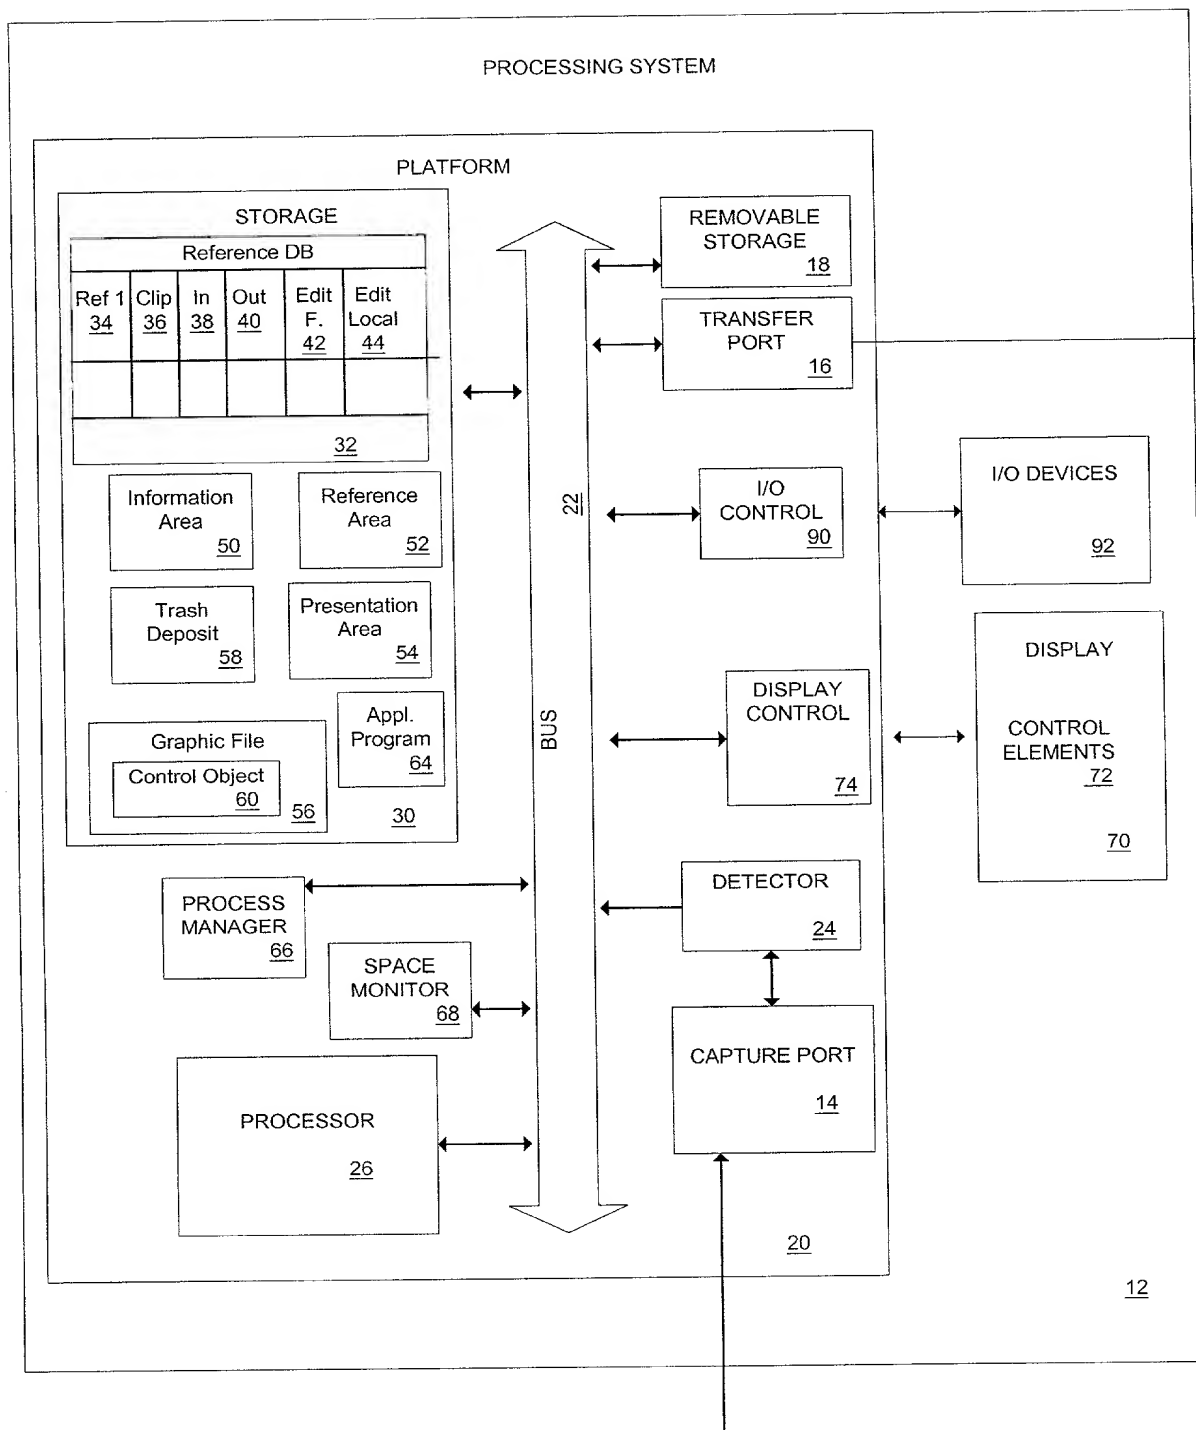 PROCESSING SYSTEM
PLATFORM
STORAGE
Reference DB
Ref 1
34
Clip
36
In
38
Out
40
Edit
F.
42
Edit
Local
44
32
Information
Area
50
Reference
Area
52
Trash
Deposit
58
Presentation
Area
54
Graphic File
Control Object
60
56
Appl.
Program
64
30
PROCESS
MANAGER
66
SPACE
MONITOR
68
PROCESSOR
26
BUS
22
REMOVABLE
STORAGE
18
TRANSFER
PORT
16
I/O
CONTROL
90
I/O DEVICES
92
DISPLAY
CONTROL
74
DISPLAY
CONTROL
ELEMENTS
72
70
DETECTOR
24
CAPTURE PORT
14
20
12